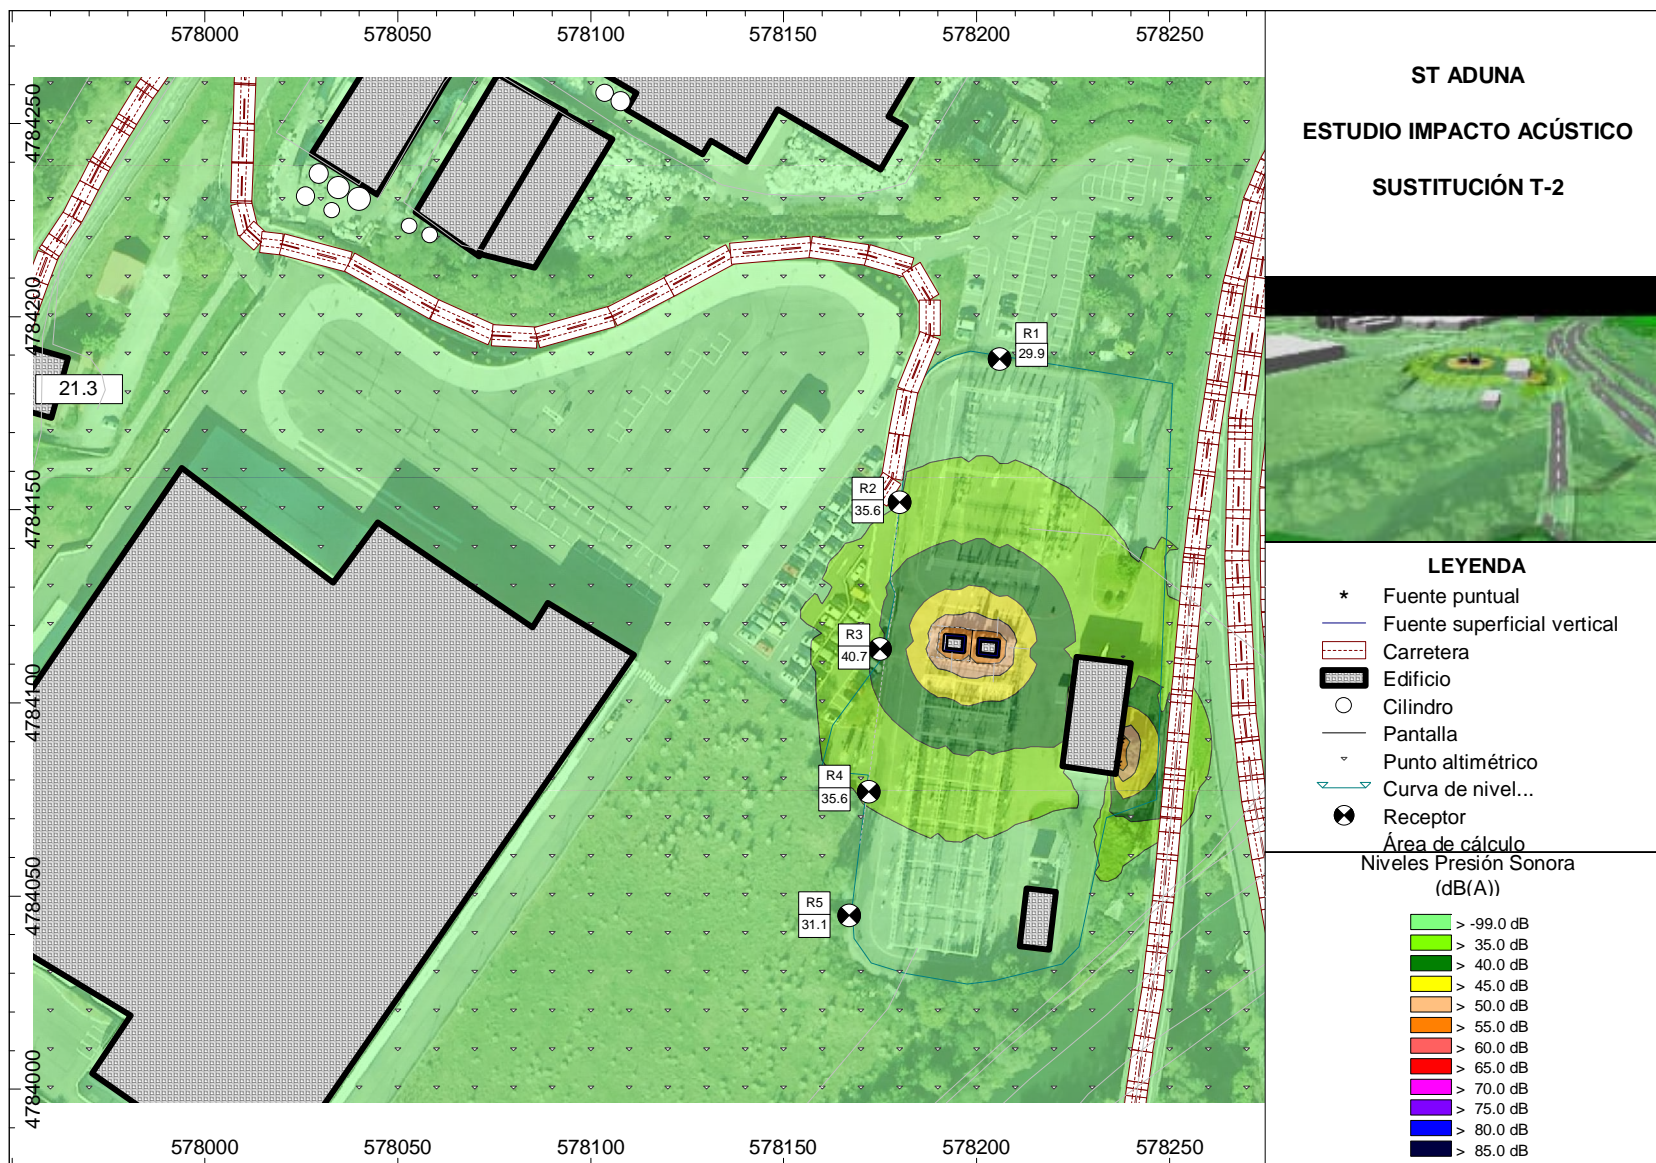 578000 578050 578100 578150 578200 578250
4784250
4784200
4784150
4784100
4784050
4784000
21.3
R1
29.9
R2
35.6
R3
40.7
R4
35.6
R5
31.1
578000 578050 578100 578150 578200 578250
ST ADUNA
ESTUDIO IMPACTO ACÚSTICO
SUSTITUCIÓN T-2
LEYENDA
Fuente puntual
Fuente superficial vertical
Carretera
Edificio
Cilindro
Pantalla
Punto altimétrico
Curva de nivel...
Receptor
Área de cálculo
Niveles Presión Sonora
(dB(A))
> -99.0 dB
> 35.0 dB
> 40.0 dB
> 45.0 dB
> 50.0 dB
> 55.0 dB
> 60.0 dB
> 65.0 dB
> 70.0 dB
> 75.0 dB
> 80.0 dB
> 85.0 dB